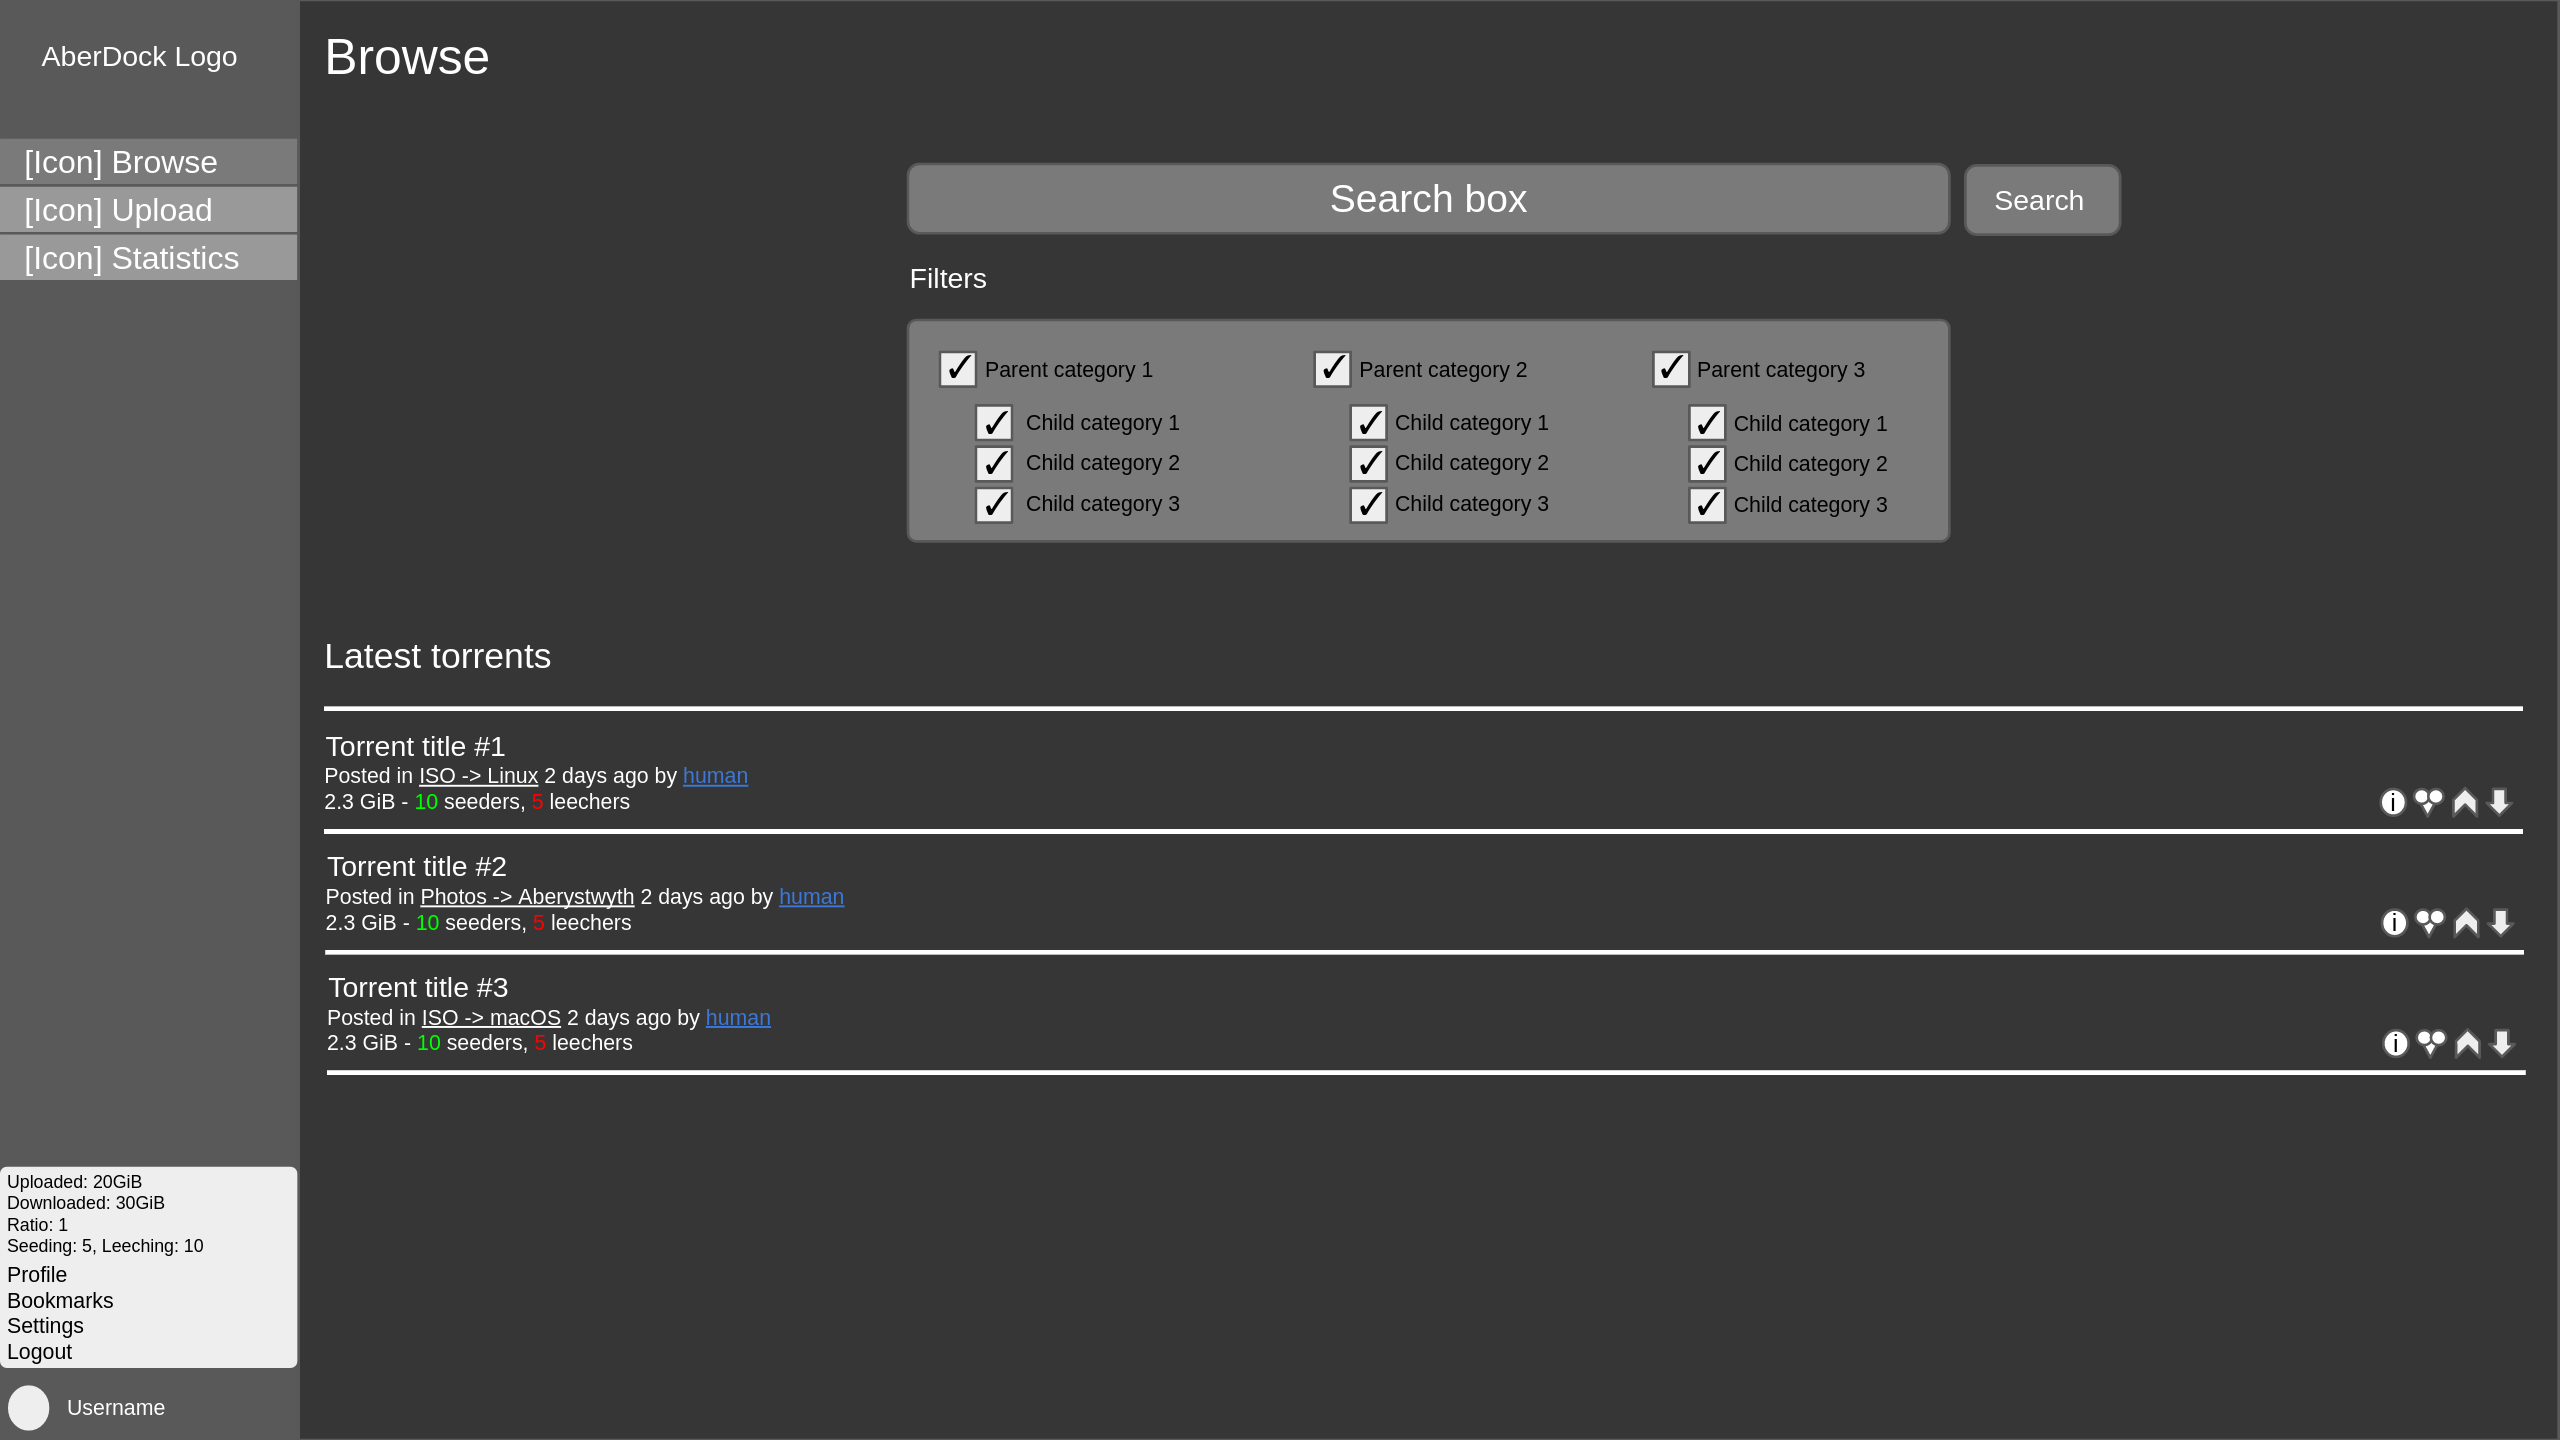 AberDock Logo
[Icon] Browse
[Icon] Upload
[Icon] Statistics
Browse
Search box
Search
Filters
✓ Parent category 1
✓ Child category 1
✓ Child category 2
✓ Child category 3
✓ Parent category 2
✓ Child category 1
✓ Child category 2
✓ Child category 3
✓ Parent category 3
✓ Child category 1
✓ Child category 2
✓ Child category 3
Latest torrents
Torrent title #1
Posted in ISO -> Linux 2 days ago by human
2.3 GiB - 10 seeders, 5 leechers
i
Torrent title #2
Posted in Photos -> Aberystwyth 2 days ago by human
2.3 GiB - 10 seeders, 5 leechers
i
Torrent title #3
Posted in ISO -> macOS 2 days ago by human
2.3 GiB - 10 seeders, 5 leechers
i
Uploaded: 20GiB
Downloaded: 30GiB
Ratio: 1
Seeding: 5, Leeching: 10
Profile
Bookmarks
Settings
Logout
Username